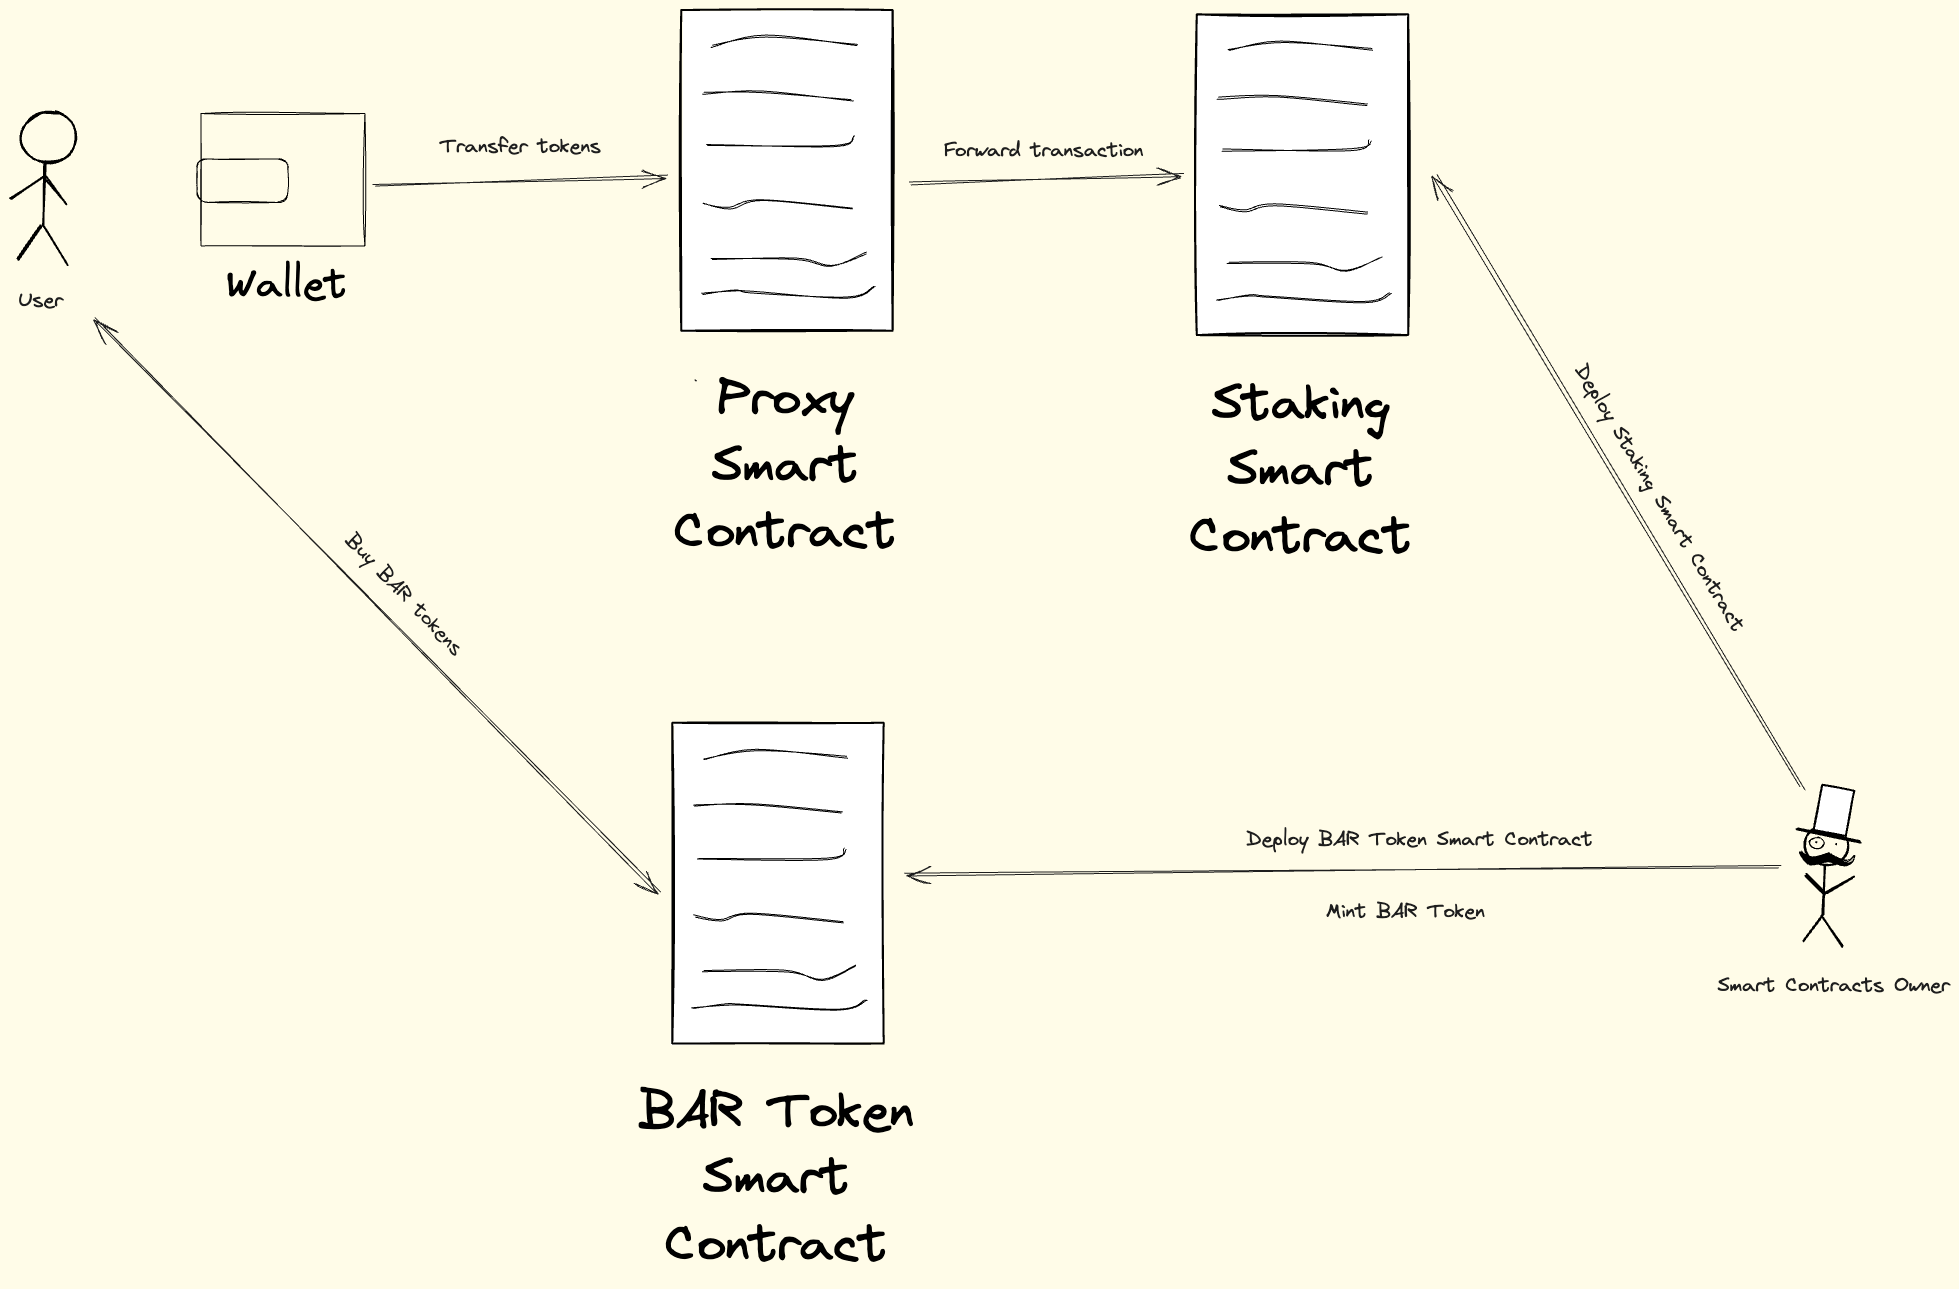 Transfer tokens
Forward transaction
Wallet
User
Proxy
Smart
Contract
Staking
Smart
Contract
Deploy Staking Smart Contract
Buy BAR tokens
Deploy BAR Token Smart Contract
Mint BAR Token
Smart Contracts Owner
BAR Token
Smart
Contract